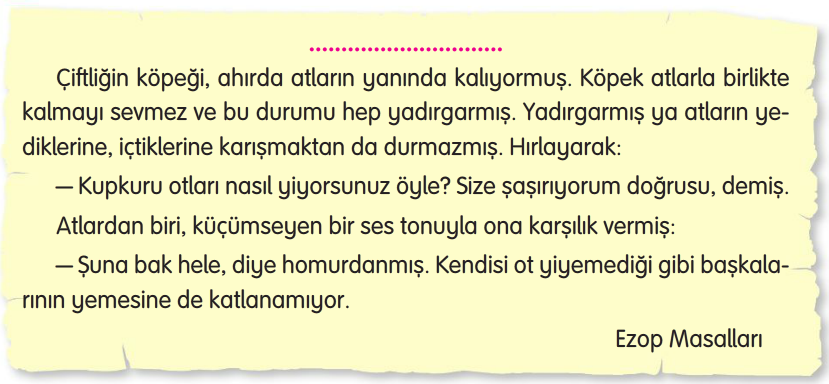 ..............................
Çiftliğin köpeği, ahırda atların yanında kalıyormuş. Köpek atlarla birlikte
kalmayı sevmez ve bu durumu hep yadırgarmış. Yadırgarmış ya atların ye-
diklerine, içtiklerine karışmaktan da durmazmış. Hırlayarak:
— Kupkuru otları nasıl yiyorsunuz öyle? Size şaşırıyorum doğrusu, demiş.
Atlardan biri, küçümseyen bir ses tonuyla ona karşılık vermiş:
— Şuna bak hele, diye homurdanmış. Kendisi ot yiyemediği gibi başkala-
rının yemesine de katlanamıyor.
Ezop Masalları